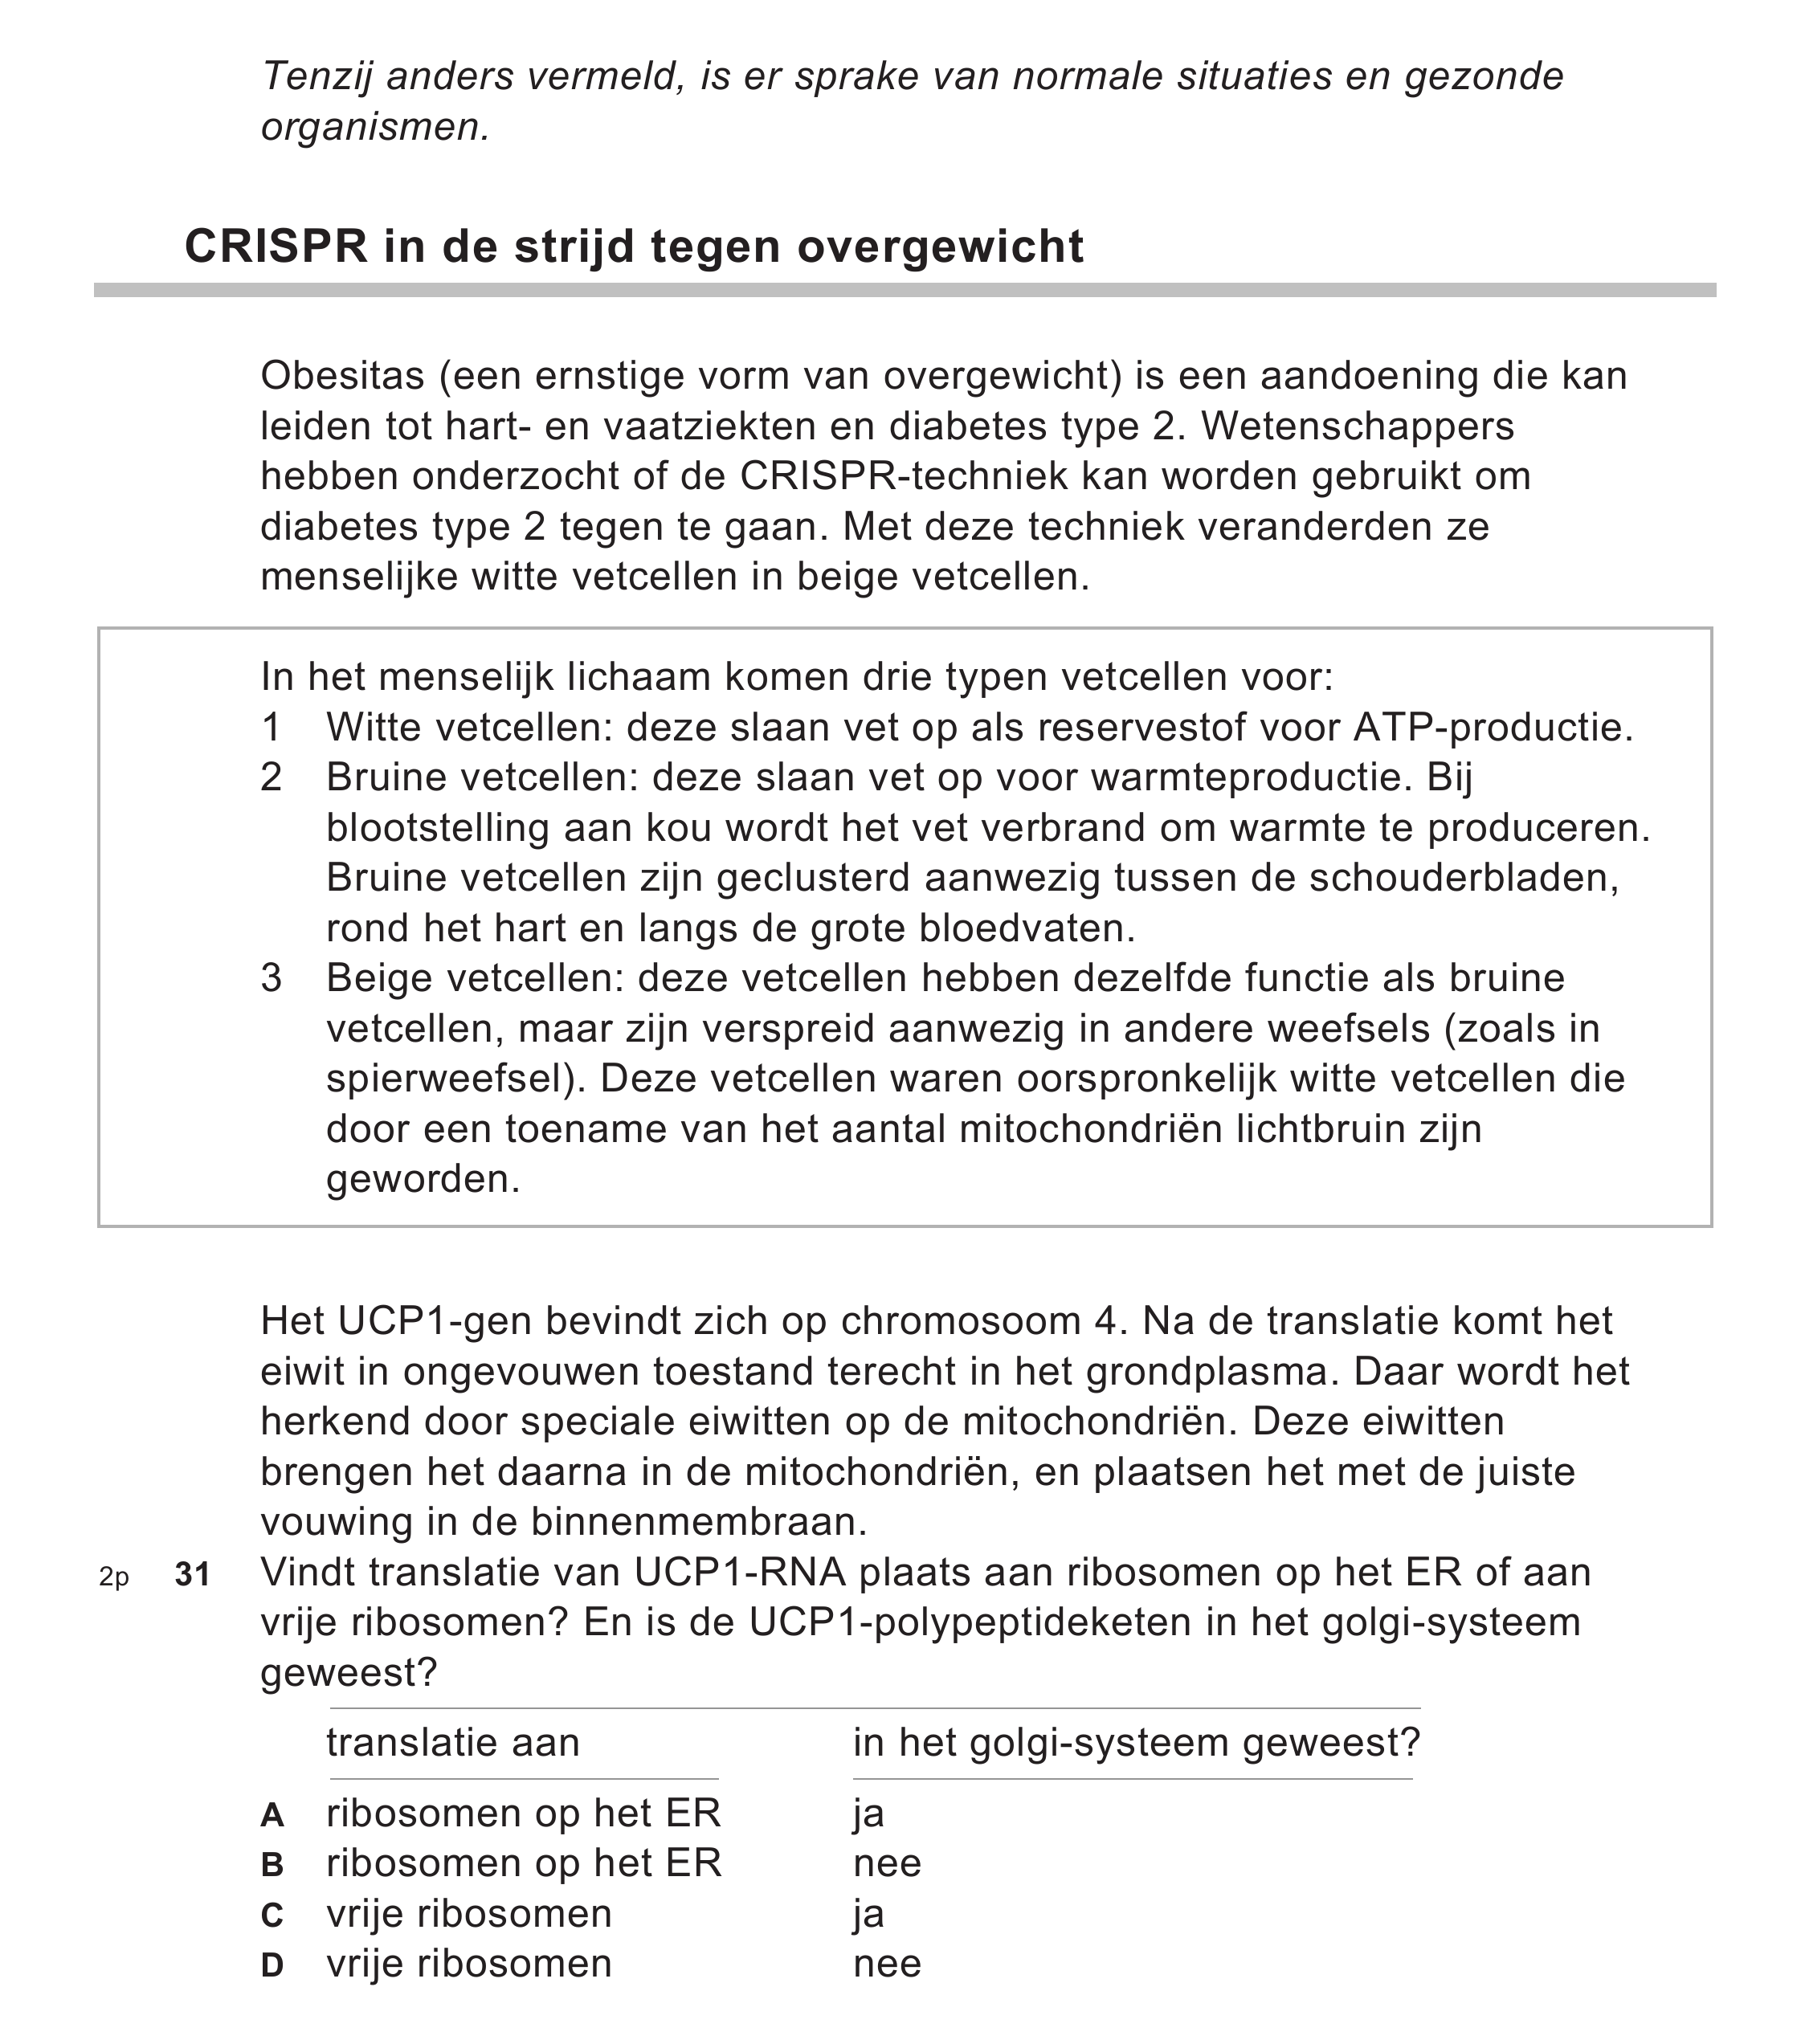 Tenzij anders vermeld, is er sprake van normale situaties en gezonde
organismen.
CRISPR in de strijd tegen overgewicht
Obesitas (een ernstige vorm van overgewicht) is een aandoening die kan
leiden tot hart- en vaatziekten en diabetes type 2. Wetenschappers
hebben onderzocht of de CRISPR-techniek kan worden gebruikt om
diabetes type 2 tegen te gaan. Met deze techniek veranderden ze
menselijke witte vetcellen in beige vetcellen.
In het menselijk lichaam komen drie typen vetcellen voor:
1 Witte vetcellen: deze slaan vet op als reservestof voor ATP-productie.
2 Bruine vetcellen: deze slaan vet op voor warmteproductie. Bij
blootstelling aan kou wordt het vet verbrand om warmte te produceren.
Bruine vetcellen zijn geclusterd aanwezig tussen de schouderbladen,
rond het hart en langs de grote bloedvaten.
3 Beige vetcellen: deze vetcellen hebben dezelfde functie als bruine
vetcellen, maar zijn verspreid aanwezig in andere weefsels (zoals in
spierweefsel). Deze vetcellen waren oorspronkelijk witte vetcellen die
door een toename van het aantal mitochondriën lichtbruin zijn
geworden.
Het UCP1-gen bevindt zich op chromosoom 4. Na de translatie komt het
eiwit in ongevouwen toestand terecht in het grondplasma. Daar wordt het
herkend door speciale eiwitten op de mitochondriën. Deze eiwitten
brengen het daarna in de mitochondriën, en plaatsen het met de juiste
vouwing in de binnenmembraan.
2p 31 Vindt translatie van UCP1-RNA plaats aan ribosomen op het ER of aan
vrije ribosomen? En is de UCP1-polypeptideketen in het golgi-systeem
geweest?
translatie aan in het golgi-systeem geweest?
A ribosomen op het ER ja
B ribosomen op het ER nee
C vrije ribosomen ja
D vrije ribosomen nee